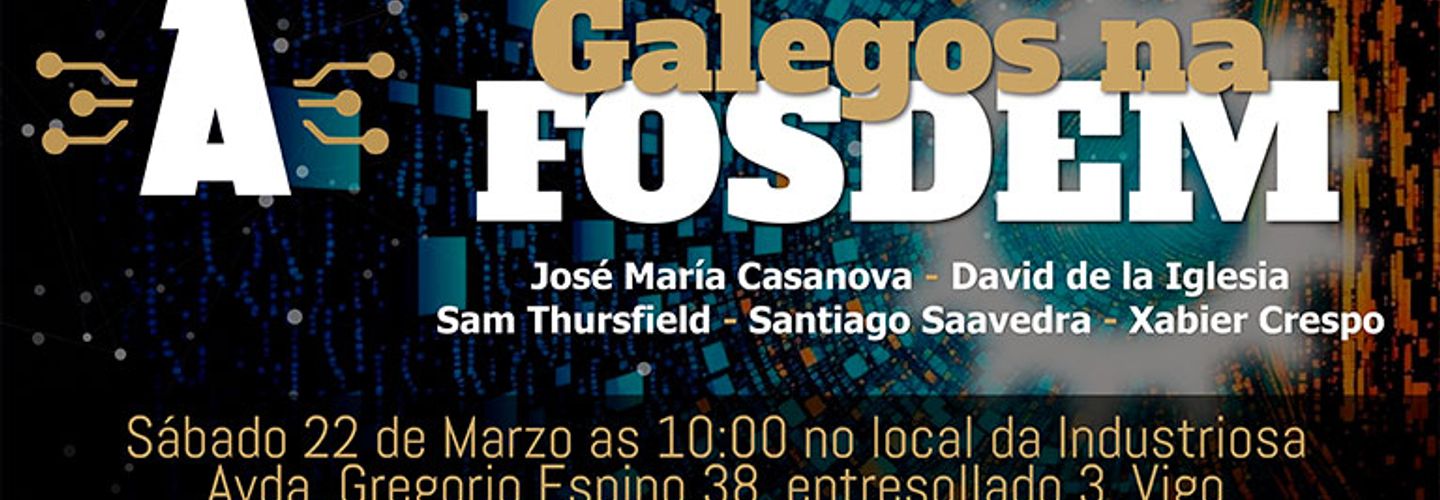 A
Galegos na
FOSDEM
José María Casanova - David de la Iglesia
Sam Thursfield - Santiago Saavedra - Xabier Crespo
Sábado 22 de Marzo as 10:00 no local da Industriosa
Avda. Gregorio Espino 38, entresollado 3, Vigo